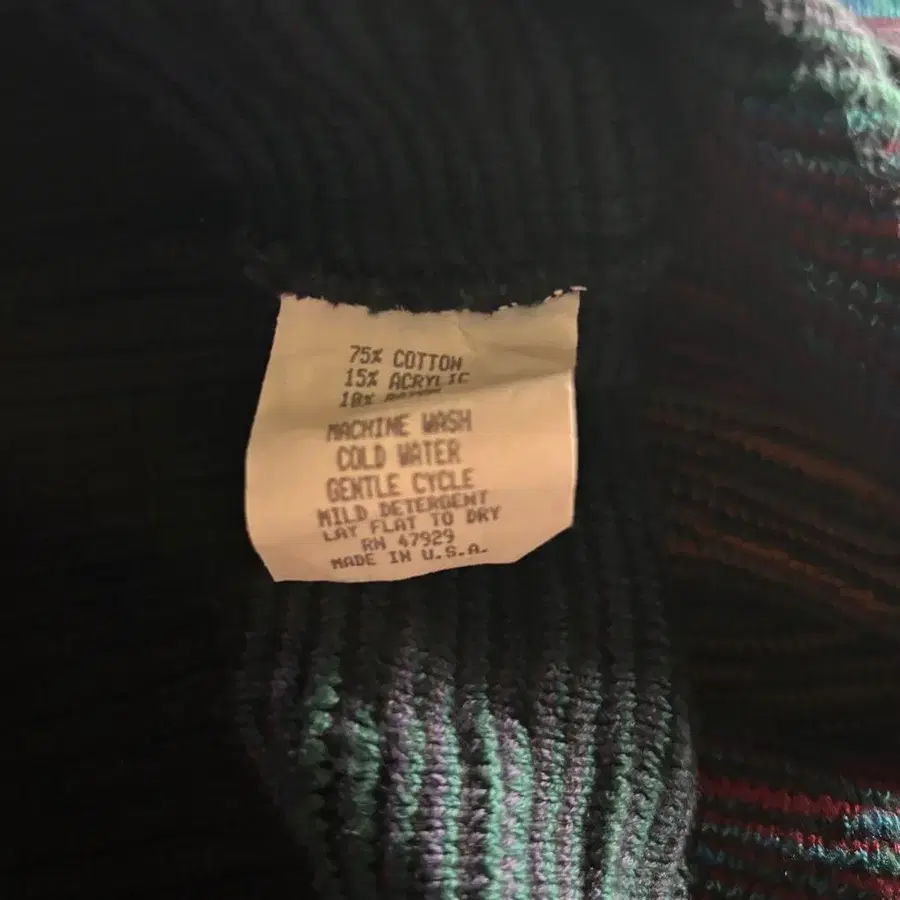 75% COTTON
15% ACRYLIC
10%
MACHINE WASH
COLD WATER
GENTLE CYCLE
MILD DETERGENT
LAY FLAT TO DRY
RN 47929
MADE IN U.S.A.